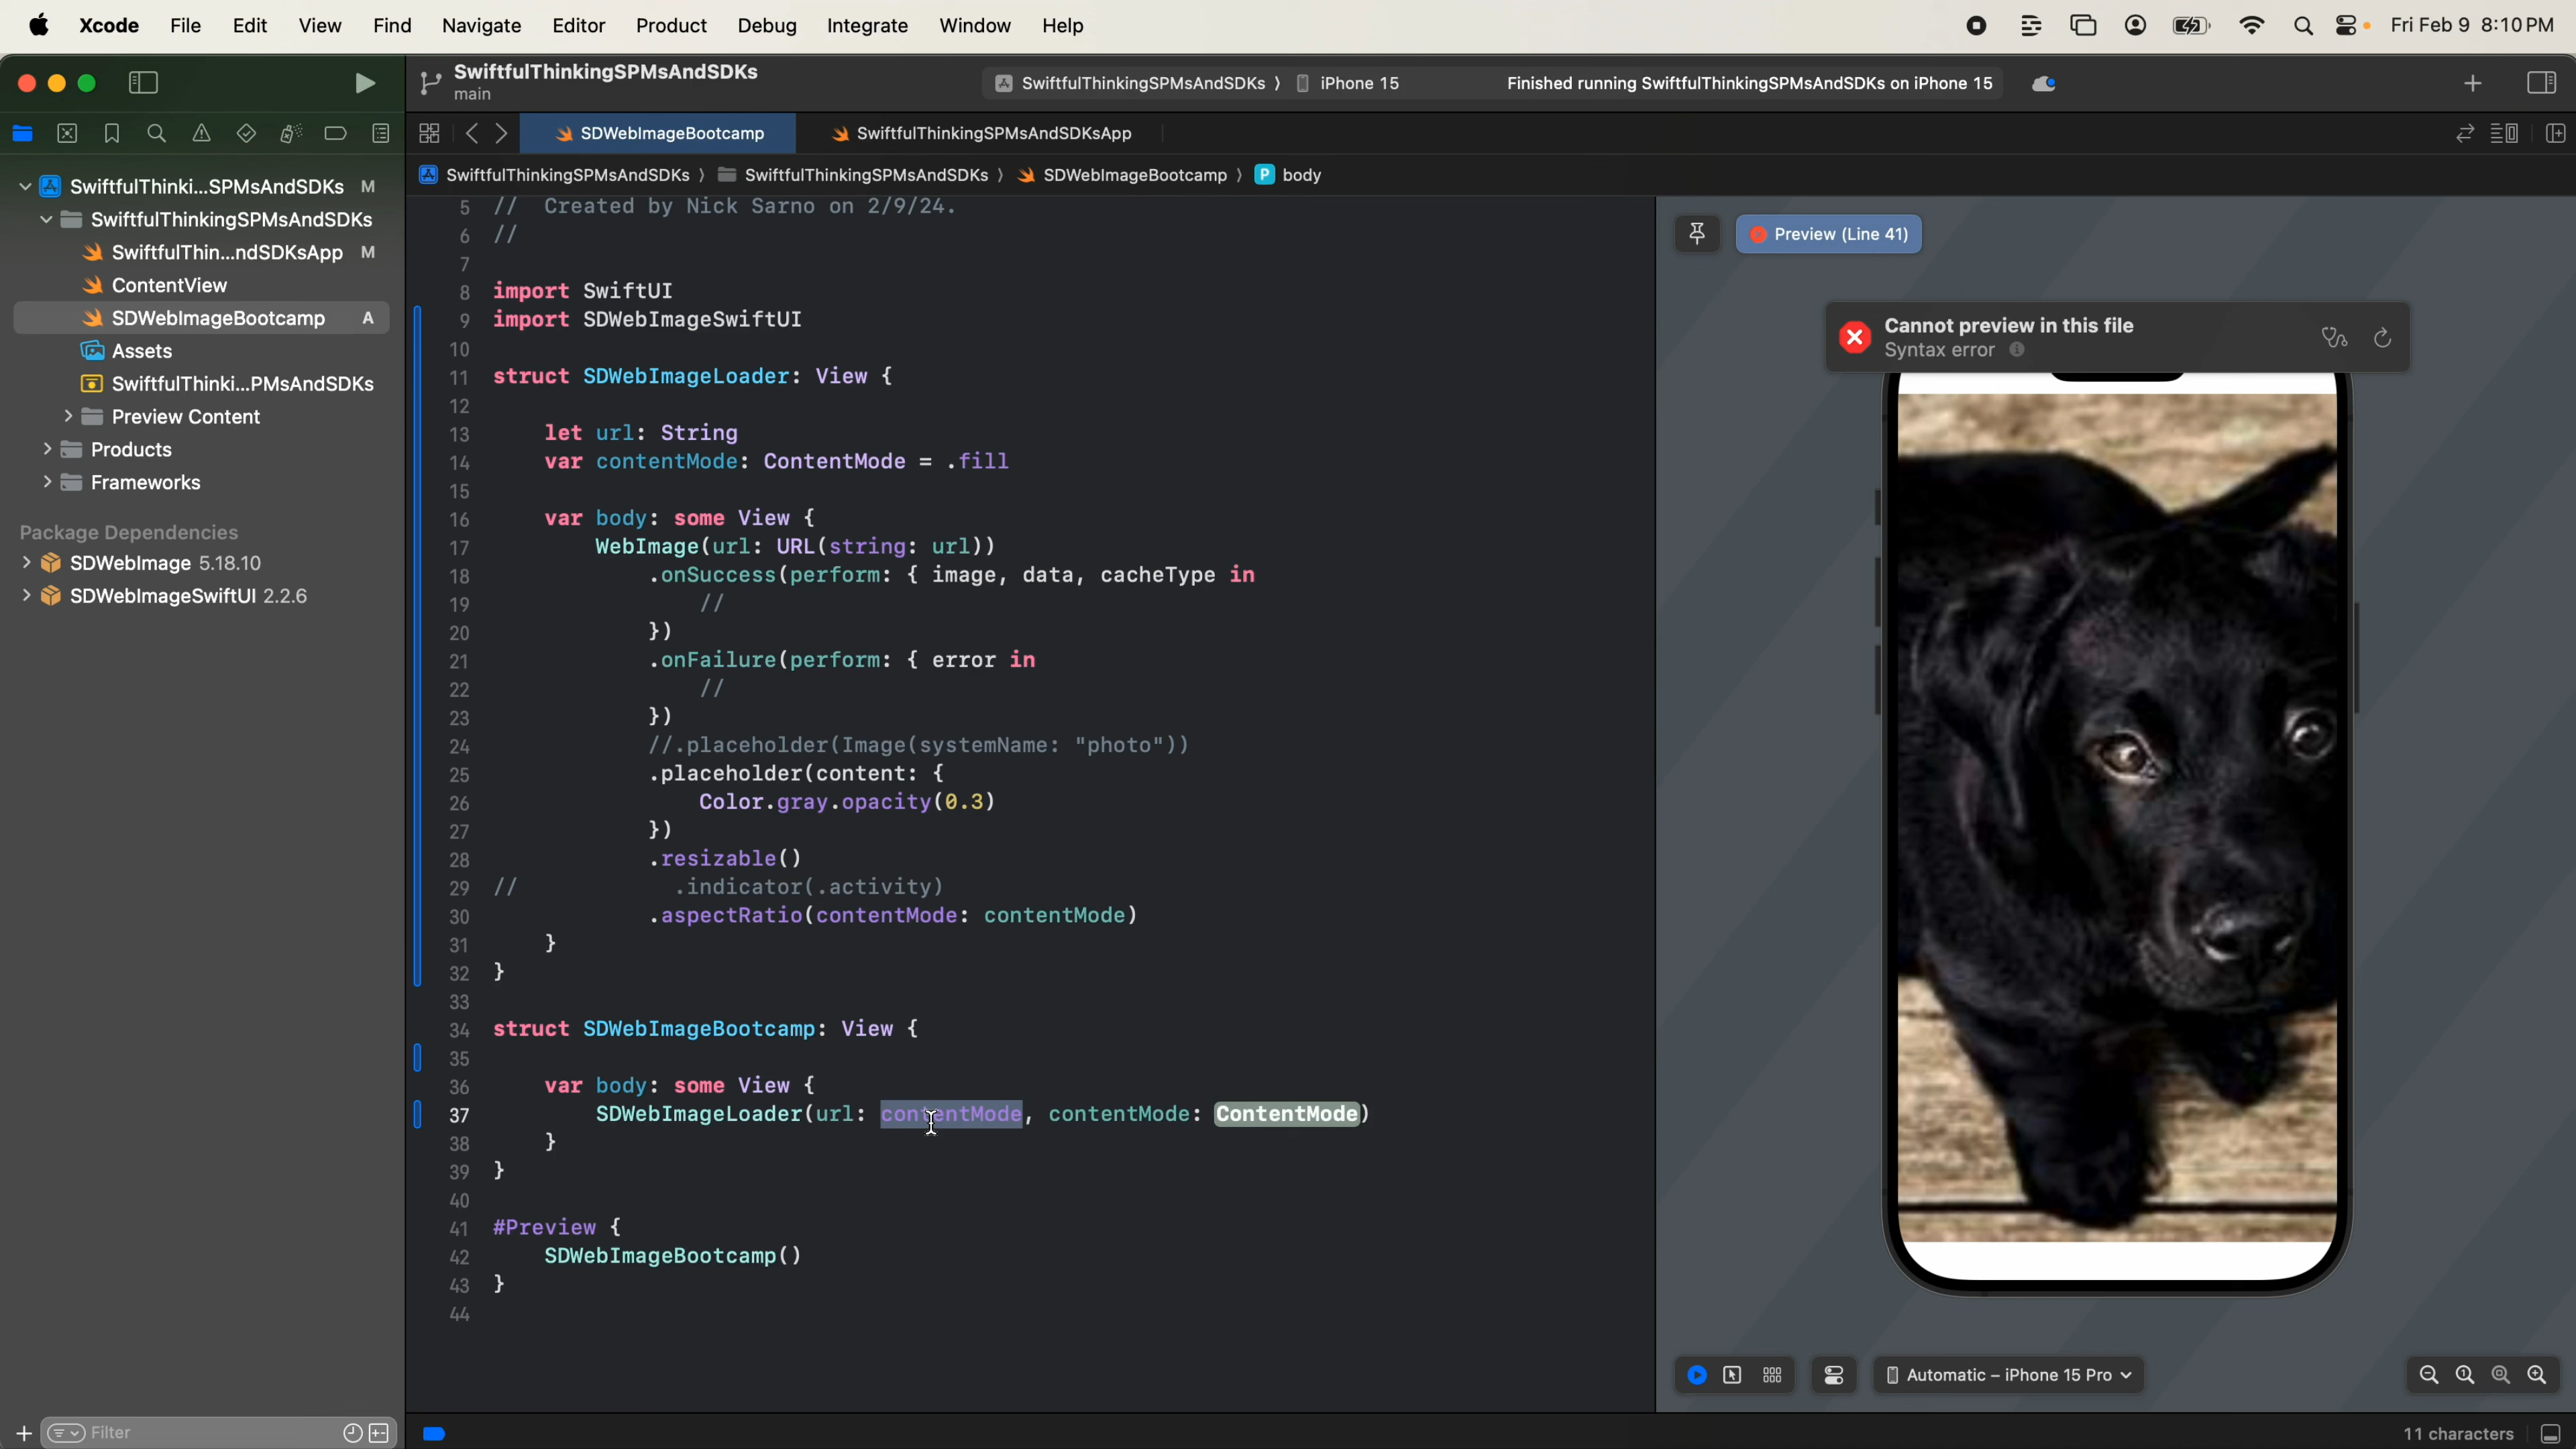 Xcode File Edit View Find Navigate Editor Product Debug Integrate Window Help Fri Feb 9 8:10 PM
SwiftfulThinkingSPMsAndSDKs
main
SwiftfulThinkingSPMsAndSDKs ⟩ iPhone 15 Finished running SwiftfulThinkingSPMsAndSDKs on iPhone 15
SDWebImageBootcamp SwiftfulThinkingSPMsAndSDKsApp
SwiftfulThinkingSPMsAndSDKs ⟩ SwiftfulThinkingSPMsAndSDKs ⟩ SDWebImageBootcamp ⟩ P body
SwiftfulThinki...SPMsAndSDKs M
SwiftfulThinkingSPMsAndSDKs
SwiftfulThin...ndSDKsApp M
ContentView
SDWebImageBootcamp A
Assets
SwiftfulThinki...PMsAndSDKs
Preview Content
Products
Frameworks
Package Dependencies
SDWebImage 5.18.10
SDWebImageSwiftUI 2.2.6
Filter
5 //  Created by Nick Sarno on 2/9/24.
6 //
7
8 import SwiftUI
9 import SDWebImageSwiftUI
10
11 struct SDWebImageLoader: View {
12
13     let url: String
14     var contentMode: ContentMode = .fill
15
16     var body: some View {
17         WebImage(url: URL(string: url))
18             .onSuccess(perform: { image, data, cacheType in
19                 //
20             })
21             .onFailure(perform: { error in
22                 //
23             })
24             //.placeholder(Image(systemName: "photo"))
25             .placeholder(content: {
26                 Color.gray.opacity(0.3)
27             })
28             .resizable()
29 //            .indicator(.activity)
30             .aspectRatio(contentMode: contentMode)
31     }
32 }
33
34 struct SDWebImageBootcamp: View {
35
36     var body: some View {
37         SDWebImageLoader(url: contentMode, contentMode: ContentMode)
38     }
39 }
40
41 #Preview {
42     SDWebImageBootcamp()
43 }
44
Preview (Line 41)
Cannot preview in this file
Syntax error
Automatic – iPhone 15 Pro
11 characters